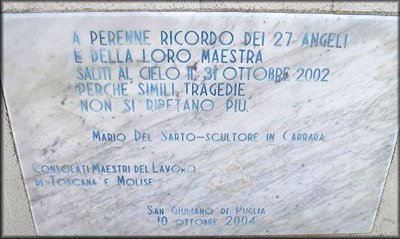 A PERENNE RICORDO DEI 27 ANGELI
E DELLA LORO MAESTRA
SALITI AL CIELO IL 31 OTTOBRE 2002
PERCHÈ SIMILI TRAGEDIE
NON SI RIPETANO PIÙ
MARIO DEL SARTO-SCULTORE IN CARRARA
CONSOLATI MAESTRI DEL LAVORO
DI TOSCANA E MOLISE
SAN GIULIANO DI PUGLIA
10 OTTOBRE 2004